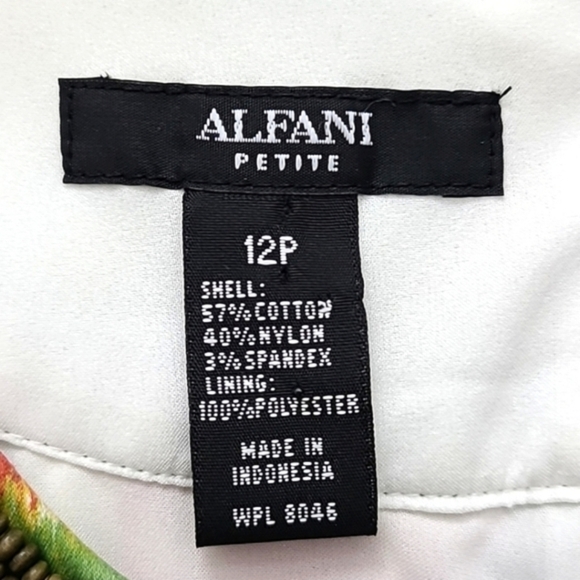 ALFANI
PETITE
12P
SHELL:
57%COTTON
40%NYLON
3%SPANDEX
LINING:
100%POLYESTER
MADE IN
INDONESIA
WPL 8046